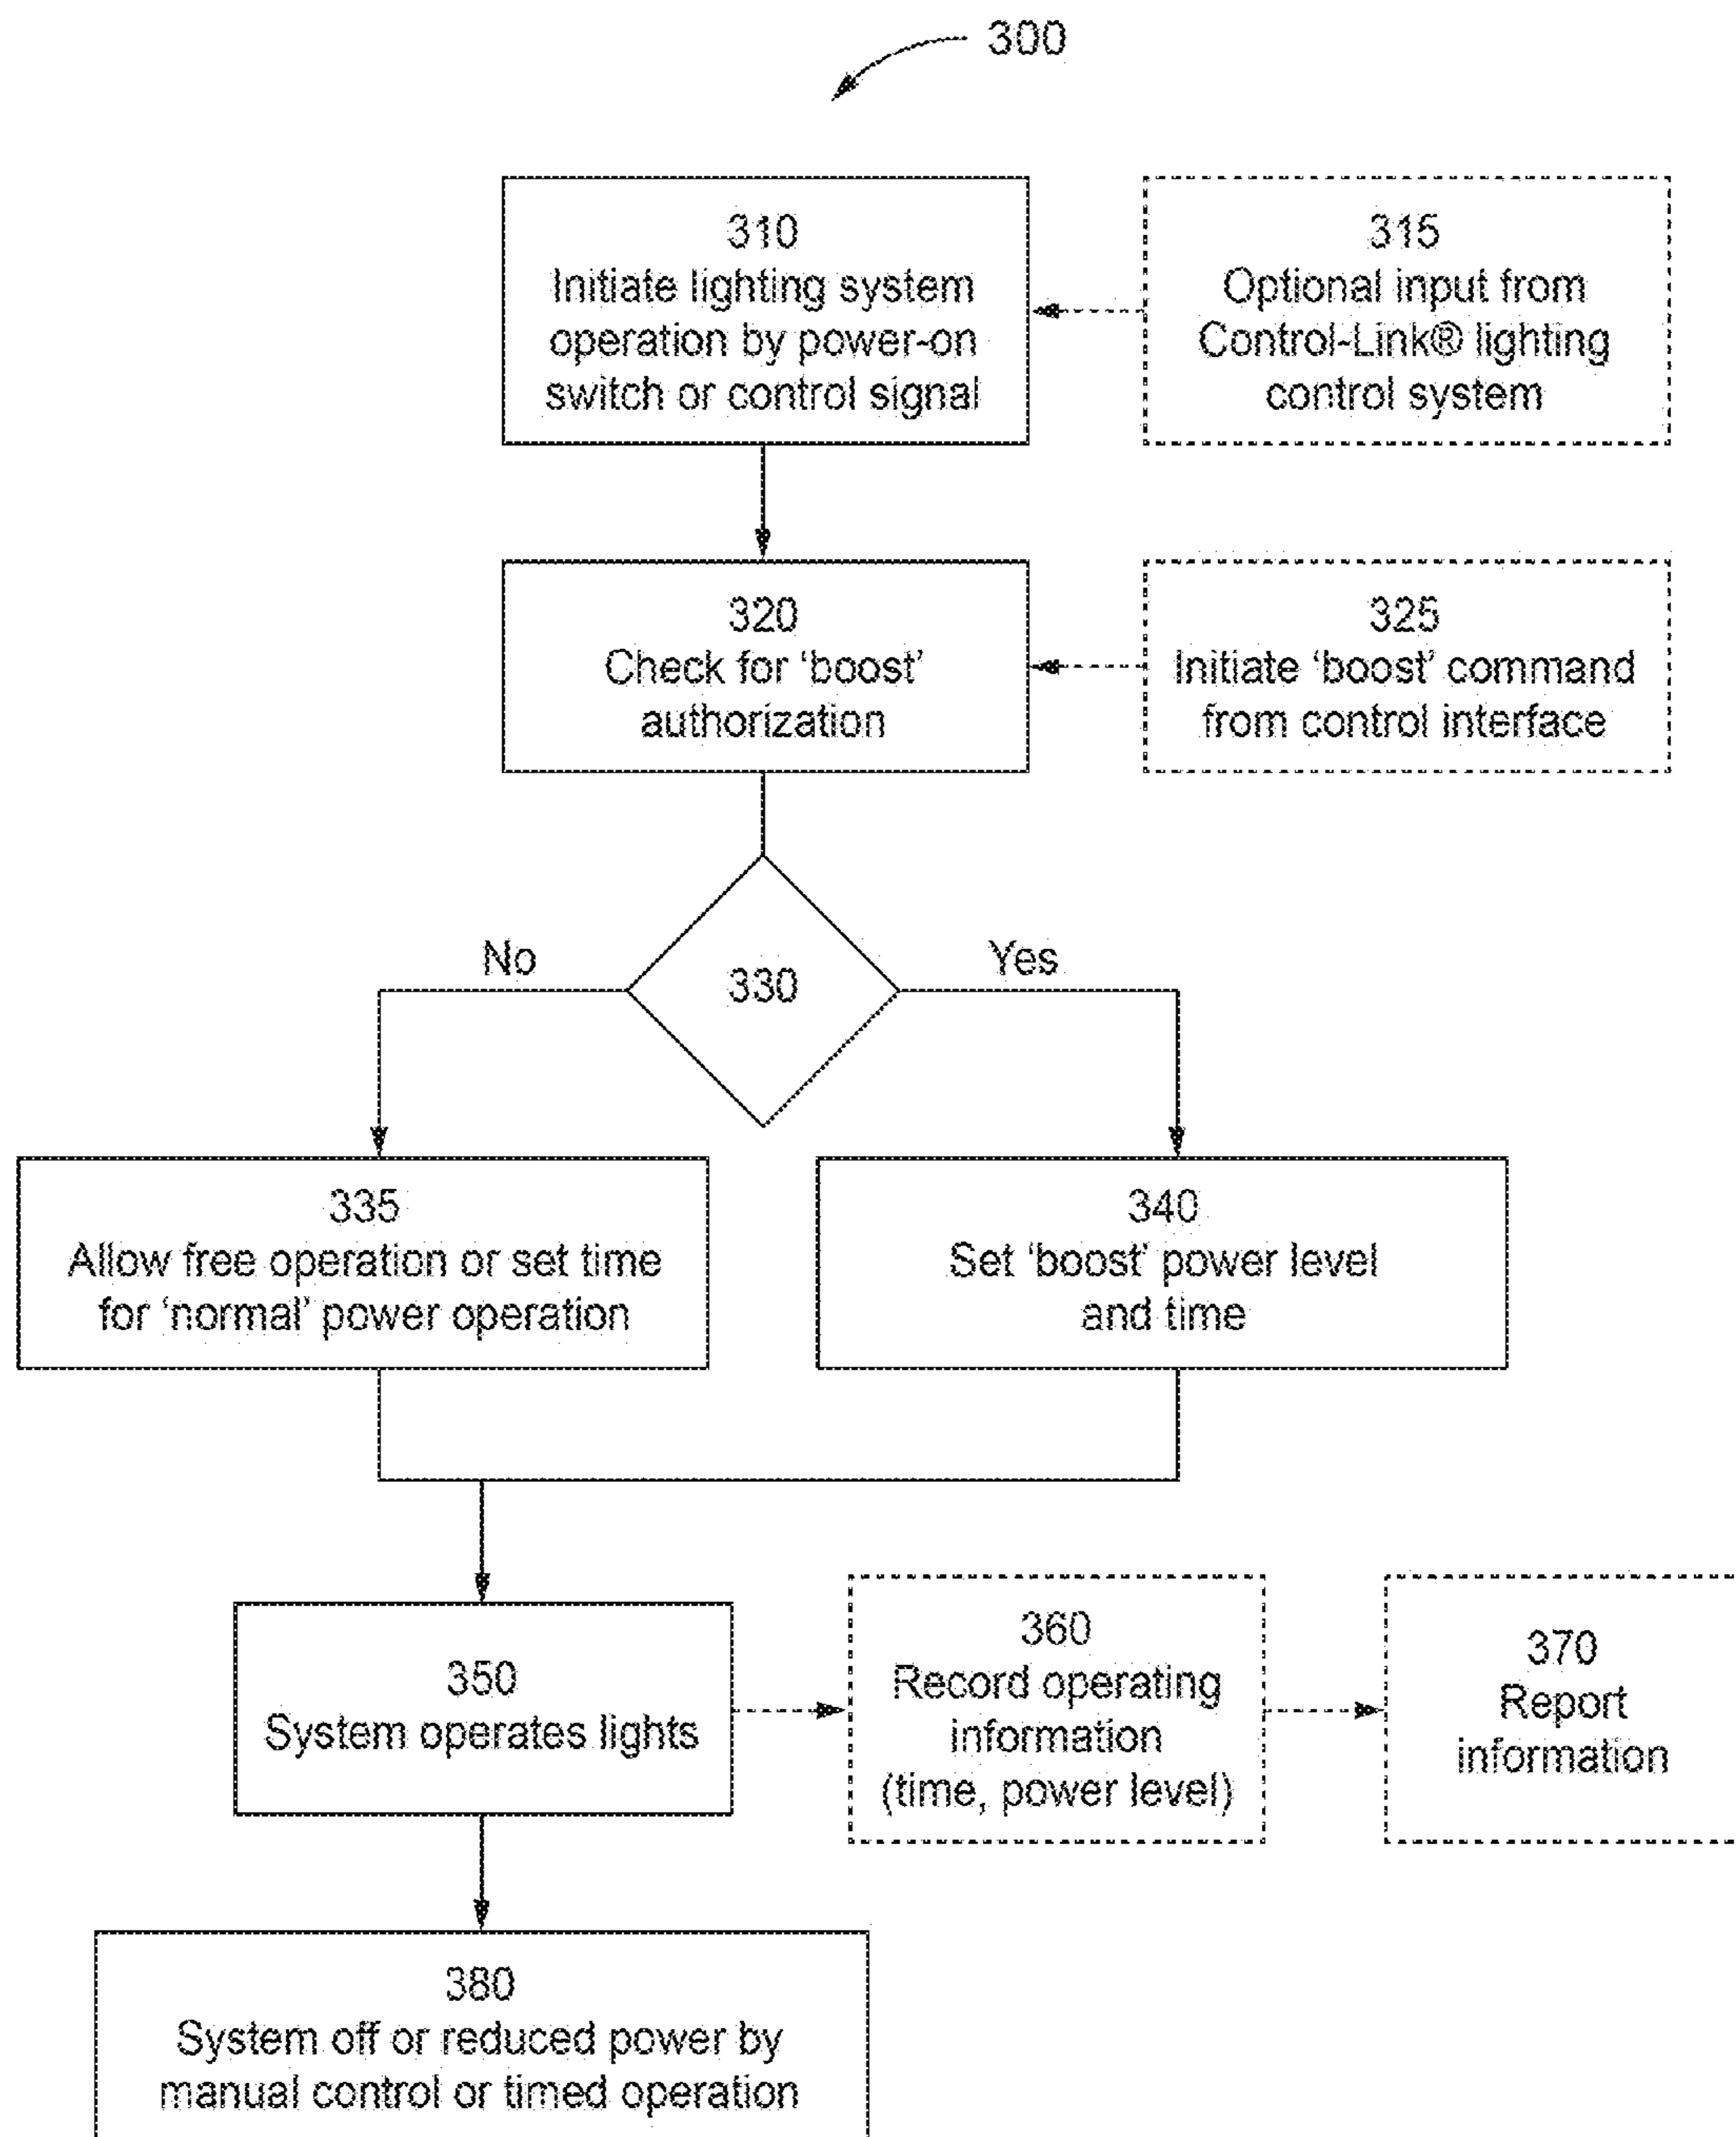 300
310
Initiate lighting system
operation by power-on
switch or control signal
315
Optional input from
Control-Link® lighting
control system
320
Check for ‘boost’
authorization
325
Initiate ‘boost’ command
from control interface
330
No
Yes
335
Allow free operation or set time
for ‘normal’ power operation
340
Set ‘boost’ power level
and time
350
System operates lights
360
Record operating
information
(time, power level)
370
Report
information
380
System off or reduced power by
manual control or timed operation